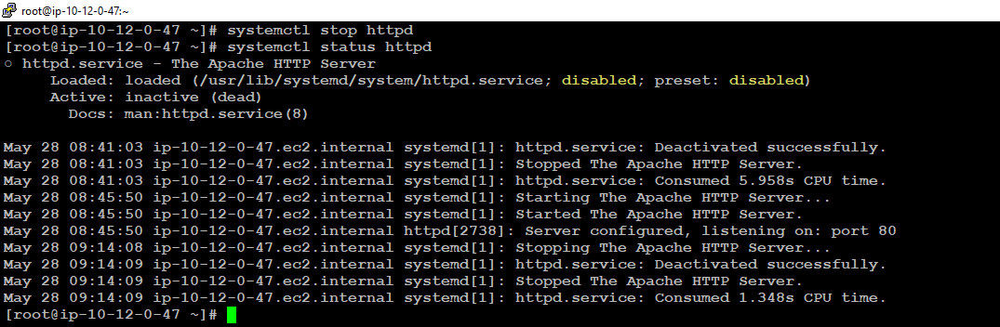 root@ip-10-12-0-47:~
[root@ip-10-12-0-47 ~]# systemctl stop httpd
[root@ip-10-12-0-47 ~]# systemctl status httpd
○ httpd.service - The Apache HTTP Server
     Loaded: loaded (/usr/lib/systemd/system/httpd.service; disabled; preset: disabled)
     Active: inactive (dead)
       Docs: man:httpd.service(8)

May 28 08:41:03 ip-10-12-0-47.ec2.internal systemd[1]: httpd.service: Deactivated successfully.
May 28 08:41:03 ip-10-12-0-47.ec2.internal systemd[1]: Stopped The Apache HTTP Server.
May 28 08:41:03 ip-10-12-0-47.ec2.internal systemd[1]: httpd.service: Consumed 5.958s CPU time.
May 28 08:45:50 ip-10-12-0-47.ec2.internal systemd[1]: Starting The Apache HTTP Server...
May 28 08:45:50 ip-10-12-0-47.ec2.internal systemd[1]: Started The Apache HTTP Server.
May 28 08:45:50 ip-10-12-0-47.ec2.internal httpd[2738]: Server configured, listening on: port 80
May 28 09:14:08 ip-10-12-0-47.ec2.internal systemd[1]: Stopping The Apache HTTP Server...
May 28 09:14:09 ip-10-12-0-47.ec2.internal systemd[1]: httpd.service: Deactivated successfully.
May 28 09:14:09 ip-10-12-0-47.ec2.internal systemd[1]: Stopped The Apache HTTP Server.
May 28 09:14:09 ip-10-12-0-47.ec2.internal systemd[1]: httpd.service: Consumed 1.348s CPU time.
[root@ip-10-12-0-47 ~]#